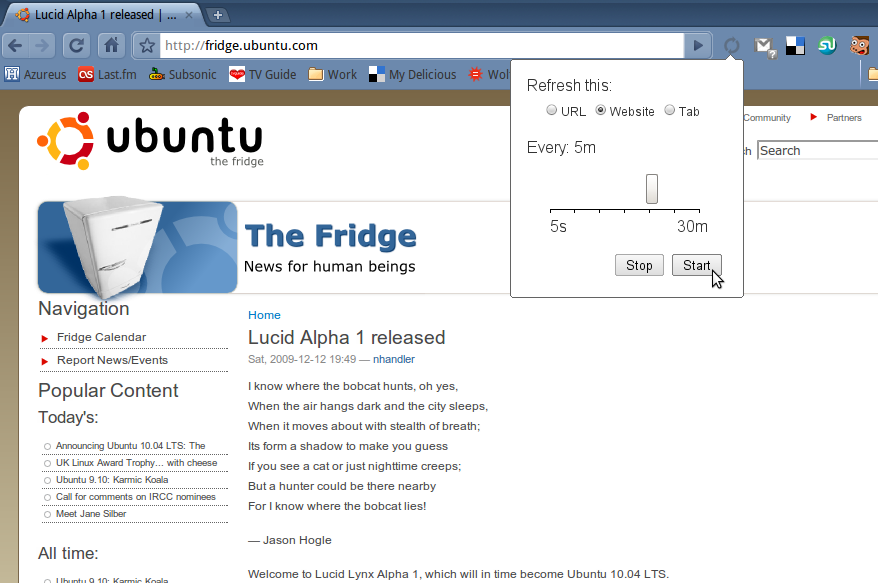 Lucid Alpha 1 released | ...
http://fridge.ubuntu.com
Azureus
Last.fm
Subsonic
TV Guide
Work
My Delicious
Wol
Refresh this:
URL Website Tab
Every: 5m
5s 30m
Stop Start
Community Partners
ch Search
ubuntu
the fridge
The Fridge
News for human beings
Navigation
Fridge Calendar
Report News/Events
Popular Content
Today's:
Announcing Ubuntu 10.04 LTS: The
UK Linux Award Trophy... with cheese
Ubuntu 9.10: Karmic Koala
Call for comments on IRCC nominees
Meet Jane Silber
All time:
Ubuntu 9.10: Karmic Koala
Home
Lucid Alpha 1 released
Sat, 2009-12-12 19:49 — nhandler
I know where the bobcat hunts, oh yes,
When the air hangs dark and the city sleeps,
When it moves about with stealth of breath;
Its form a shadow to make you guess
If you see a cat or just nighttime creeps;
But a hunter could be there nearby
For I know where the bobcat lies!
— Jason Hogle
Welcome to Lucid Lynx Alpha 1, which will in time become Ubuntu 10.04 LTS.